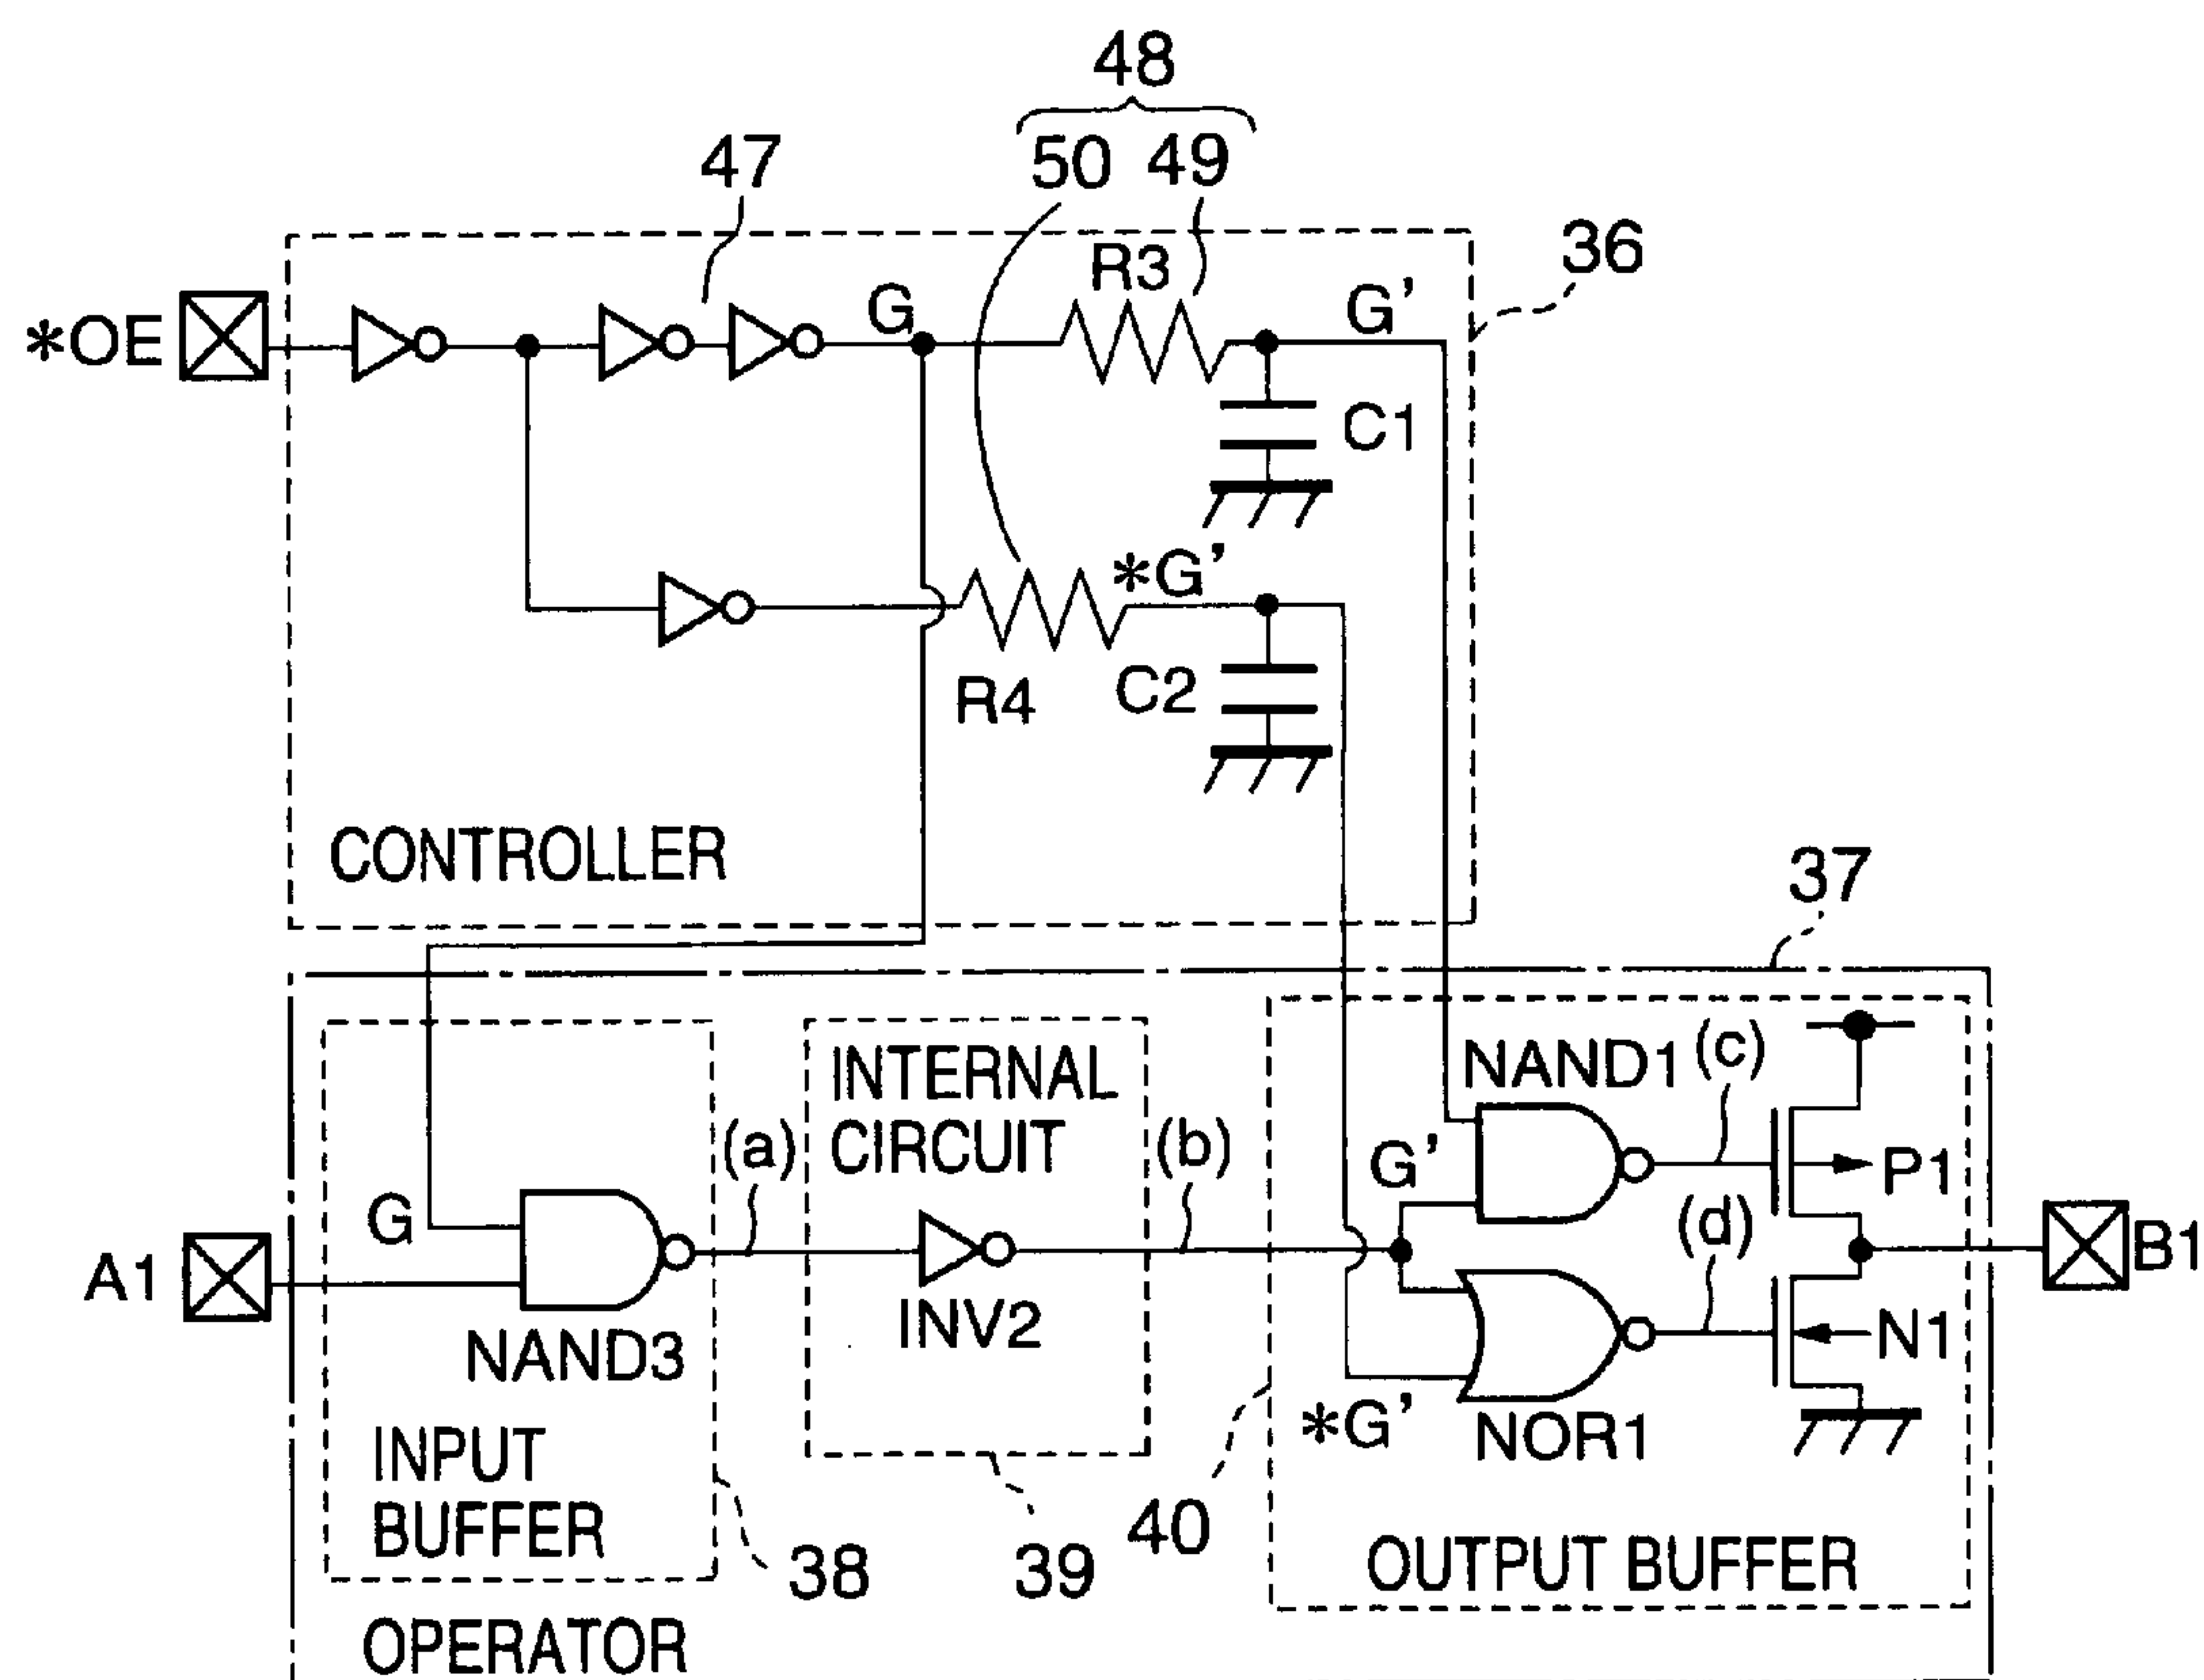 48
50 49
47
36
R3
G
G'
*OE
C1
*G'
R4
C2
CONTROLLER
37
NAND1
(c)
INTERNAL
CIRCUIT
(a)
(b)
G'
P1
G
(d)
A1
B1
INV2
N1
NAND3
*G'
NOR1
INPUT
BUFFER
38
39
40
OUTPUT BUFFER
OPERATOR